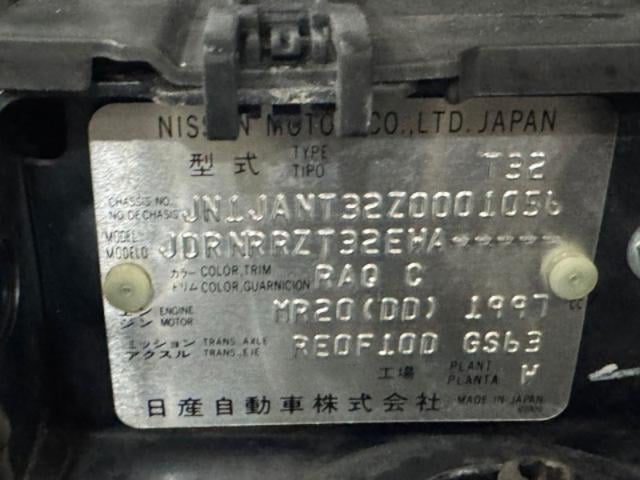 NISSAN MOTOR CO., LTD. JAPAN
型式 TYPE TIPO T32
CHASSIS NO. NO DE CHASIS JN1JANT32Z0001056
MODEL MODELO JDRNRRZT32EWA-----
カラー COLOR, TRIM トリム COLOR, GUARNICION RAQ C
エンジン ENGINE MOTOR MR20(DD) 1997 CC
ミッション TRANS. AXLE アクスル TRANS., EJE RE0F10D GS63
工場 PLANT PLANTA W
日産自動車株式会社 MADE IN JAPAN